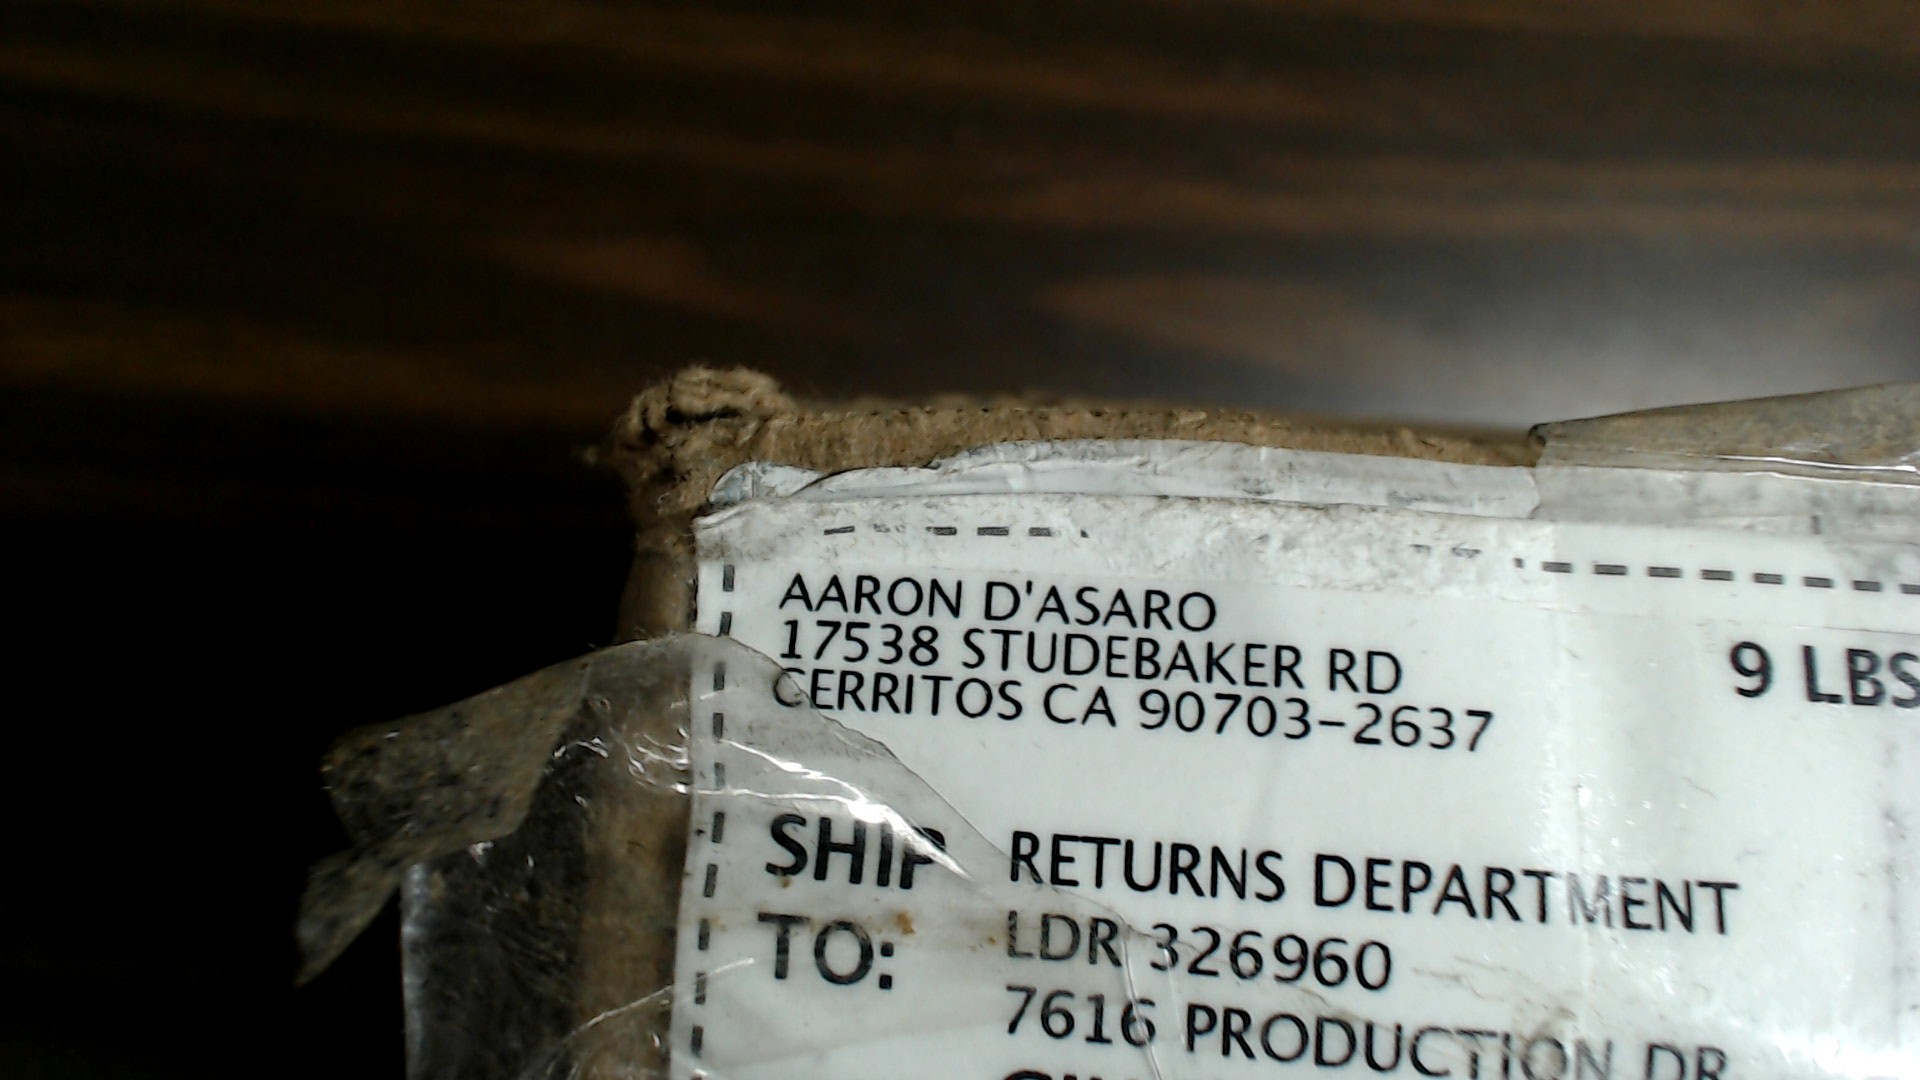 AARON D'ASARO
17538 STUDEBAKER RD
CERRITOS CA 90703-2637
9 LBS
SHIP TO:
RETURNS DEPARTMENT
LDR 326960
7616 PRODUCTION DR